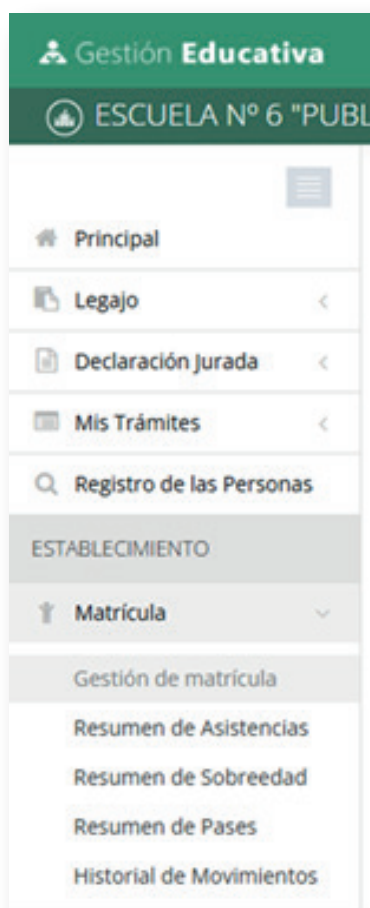 Gestión Educativa
ESCUELA Nº 6 "PUBL
Principal
Legajo
Declaración Jurada
Mis Trámites
Registro de las Personas
ESTABLECIMIENTO
Matrícula
Gestión de matrícula
Resumen de Asistencias
Resumen de Sobreedad
Resumen de Pases
Historial de Movimientos